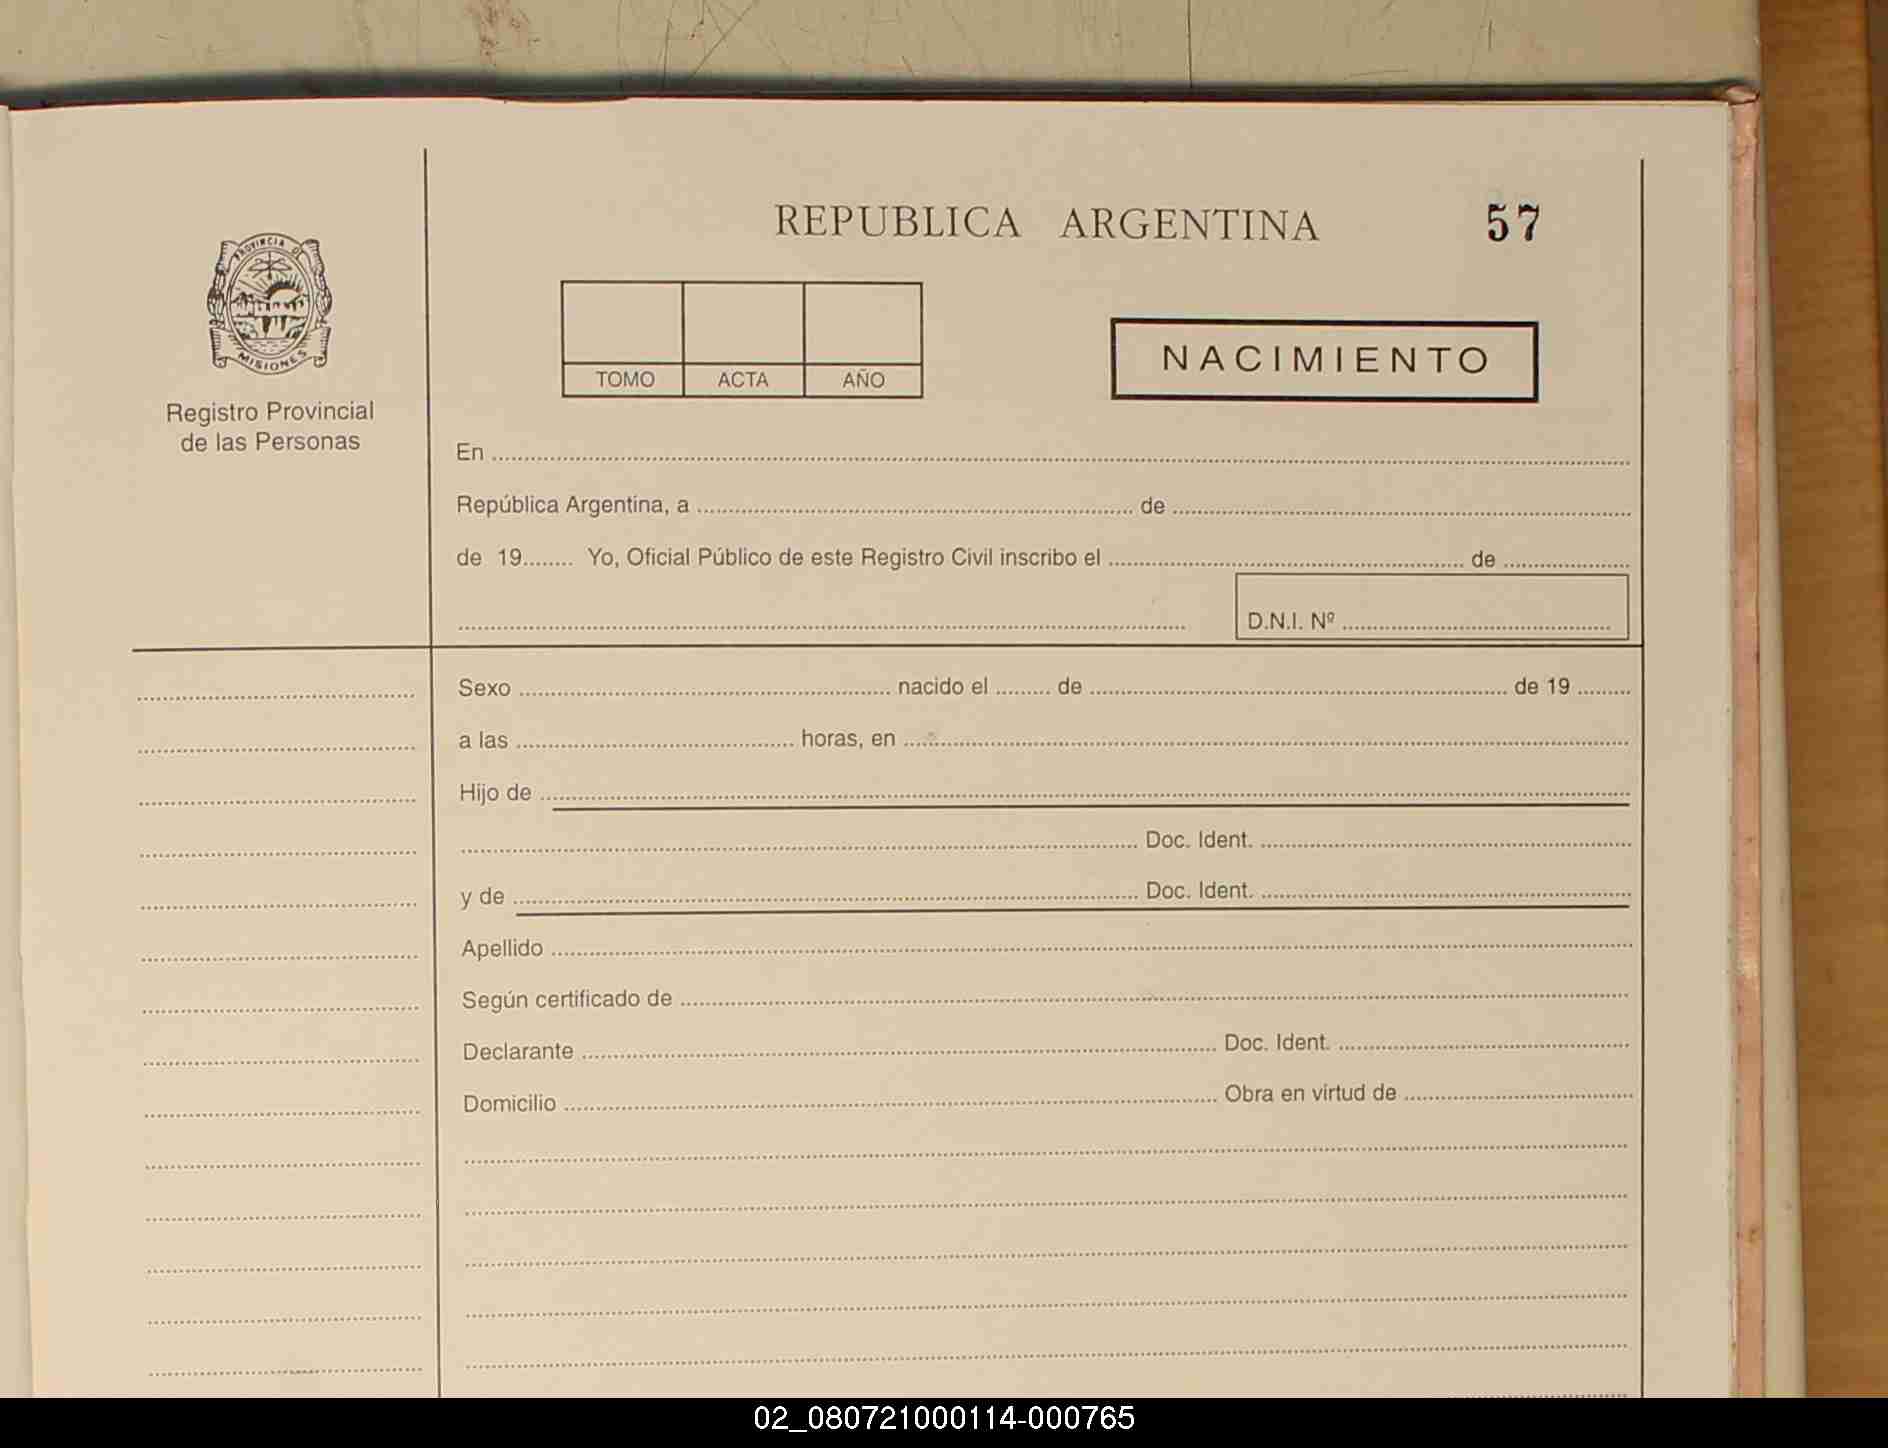 REPUBLICA ARGENTINA
57
PROVINCIA DE
MISIONES
Registro Provincial
de las Personas
TOMO ACTA AÑO
NACIMIENTO
En
República Argentina, a de
de 19 Yo, Oficial Público de este Registro Civil inscribo el de
D.N.I. Nº
Sexo nacido el de de 19
a las horas, en
Hijo de
Doc. Ident.
y de Doc. Ident.
Apellido
Según certificado de
Declarante Doc. Ident.
Domicilio Obra en virtud de
02_080721000114-000765